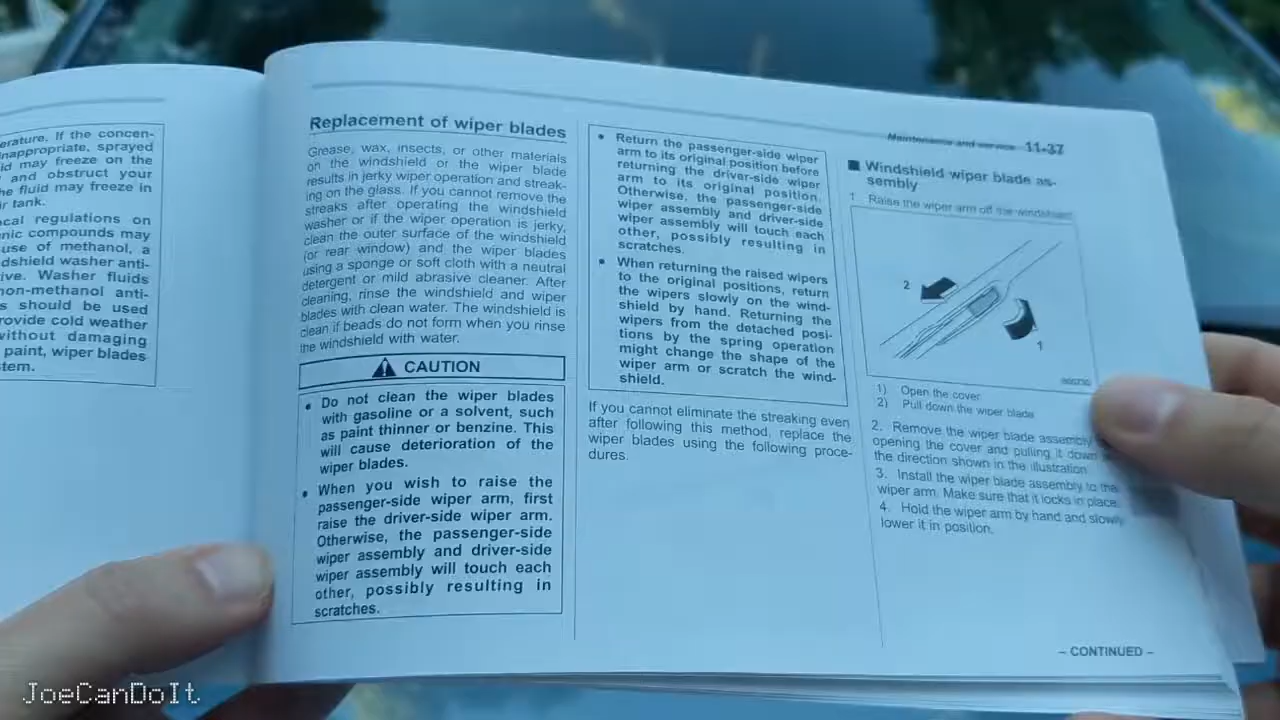 erature. If the concen-
nappropriate, sprayed
id may freeze on the
and obstruct your
he fluid may freeze in
ir tank.
cal regulations on
nic compounds may
use of methanol, a
dshield washer anti-
ive. Washer fluids
non-methanol anti-
s should be used
rovide cold weather
without damaging
paint, wiper blades
tem.
Replacement of wiper blades
Grease, wax, insects, or other materials
on the windshield or the wiper blade
results in jerky wiper operation and streak-
ing on the glass. If you cannot remove the
streaks after operating the windshield
washer or if the wiper operation is jerky,
clean the outer surface of the windshield
(or rear window) and the wiper blades
using a sponge or soft cloth with a neutral
detergent or mild abrasive cleaner. After
cleaning, rinse the windshield and wiper
blades with clean water. The windshield is
clean if beads do not form when you rinse
the windshield with water.
CAUTION
• Do not clean the wiper blades
with gasoline or a solvent, such
as paint thinner or benzine. This
will cause deterioration of the
wiper blades.
• When you wish to raise the
passenger-side wiper arm, first
raise the driver-side wiper arm.
Otherwise, the passenger-side
wiper assembly and driver-side
wiper assembly will touch each
other, possibly resulting in
scratches.
• Return the passenger-side wiper
arm to its original position before
returning the driver-side wiper
arm to its original position.
Otherwise, the passenger-side
wiper assembly and driver-side
wiper assembly will touch each
other, possibly resulting in
scratches.
• When returning the raised wipers
to the original positions, return
the wipers slowly on the wind-
shield by hand. Returning the
wipers from the detached posi-
tions by the spring operation
might change the shape of the
wiper arm or scratch the wind-
shield.
If you cannot eliminate the streaking even
after following this method, replace the
wiper blades using the following proce-
dures.
Maintenance and service 11-37
■ Windshield wiper blade as-
sembly
1. Raise the wiper arm off the windshield.
2
1
1) Open the cover
2) Pull down the wiper blade
2. Remove the wiper blade assembly
opening the cover and pulling it down
the direction shown in the illustration.
3. Install the wiper blade assembly to the
wiper arm. Make sure that it locks in place.
4. Hold the wiper arm by hand and slowly
lower it in position.
– CONTINUED –
JoeCanDoIt